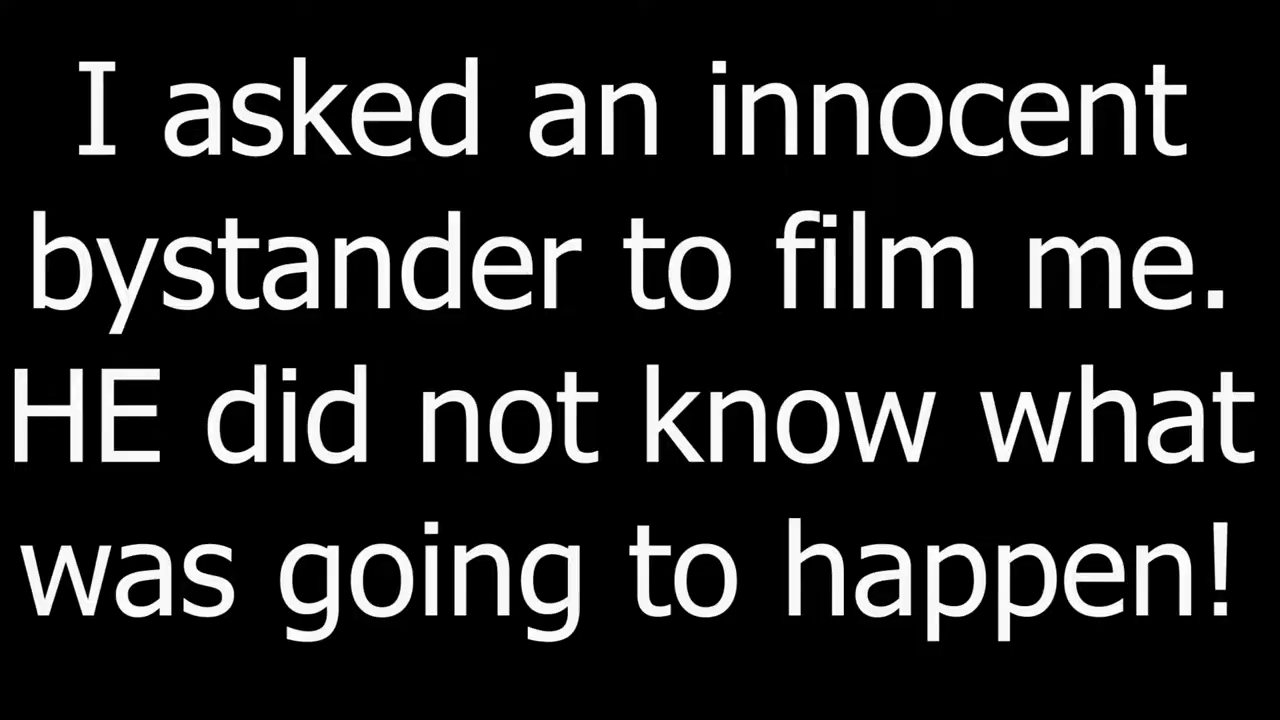 I asked an innocent
bystander to film me.
HE did not know what
was going to happen!